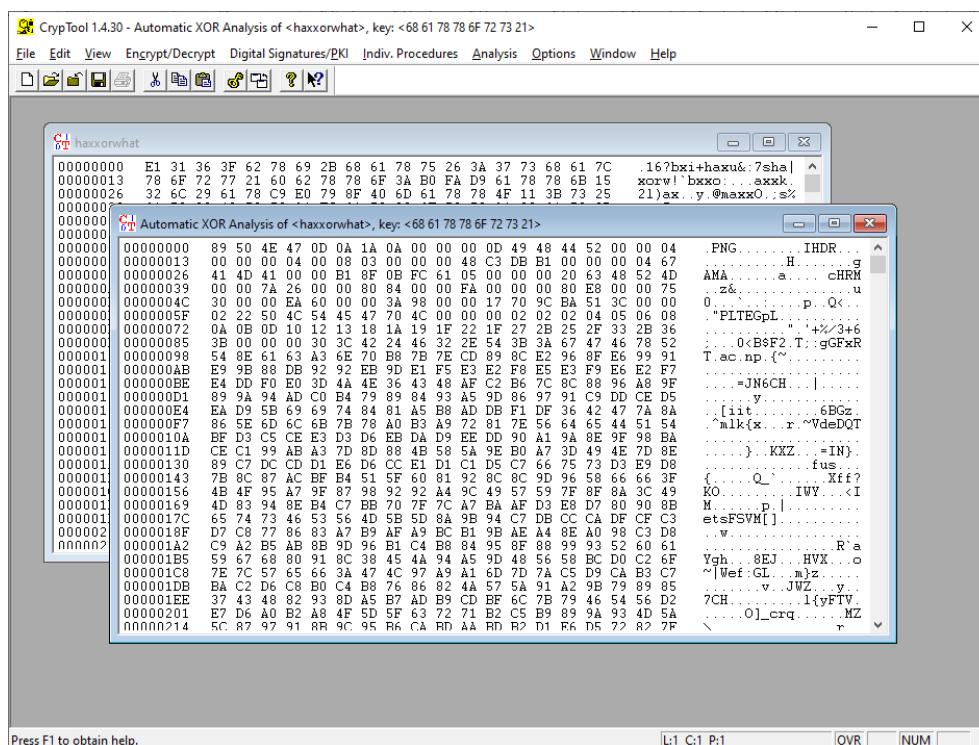 CrypTool 1.4.30 - Automatic XOR Analysis of <haxxorwhat>, key: <68 61 78 78 6F 72 73 21>
File Edit View Encrypt/Decrypt Digital Signatures/PKI Indiv. Procedures Analysis Options Window Help
haxxorwhat
00000000 E1 31 36 3F 62 78 69 2B 68 61 78 75 26 3A 37 73 68 61 7C .16?bxi+haxu&:7sha|
00000013 78 6F 72 77 21 60 62 78 78 6F 3A B0 FA D9 61 78 78 6B 15 xorw!`bxxo:...axxk.
00000026 32 6C 29 61 78 C9 E0 79 8F 40 6D 61 78 78 4F 11 3B 73 25 2l)ax..y.@maxxO.;s%
Automatic XOR Analysis of <haxxorwhat>, key: <68 61 78 78 6F 72 73 21>
00000000 89 50 4E 47 0D 0A 1A 0A 00 00 00 0D 49 48 44 52 00 00 04 .PNG........IHDR...
00000013 00 00 00 04 00 08 03 00 00 00 48 C3 DB B1 00 00 00 04 67 ..........H.......g
00000026 41 4D 41 00 00 B1 8F 0B FC 61 05 00 00 00 20 63 48 52 4D AMA......a.... cHRM
00000039 00 00 7A 26 00 00 80 84 00 00 FA 00 00 00 80 E8 00 00 75 ..z&..............u
0000004C 30 00 00 EA 60 00 00 3A 98 00 00 17 70 9C BA 51 3C 00 00 0...`..:....p..Q<..
0000005F 02 22 50 4C 54 45 47 70 4C 00 00 00 02 02 02 04 05 06 08 ."PLTEGpL..........
00000072 0A 0B 0D 10 12 13 18 1A 19 1F 22 1F 27 2B 25 2F 33 2B 36 ..........".'+%/3+6
00000085 3B 00 00 00 30 3C 42 24 46 32 2E 54 3B 3A 67 47 46 78 52 ;...0<B$F2.T;:gGFxR
00000098 54 8E 61 63 A3 6E 70 B8 7B 7E CD 89 8C E2 96 8F E6 99 91 T.ac.np.{~.........
000000AB E9 9B 88 DB 92 92 EB 9D E1 F5 E3 E2 F8 E5 E3 F9 E6 E2 F7 ...................
000000BE E4 DD F0 E0 3D 4A 4E 36 43 48 AF C2 B6 7C 8C 88 96 A8 9F ....=JN6CH...|.....
000000D1 89 9A 94 AD C0 B4 79 89 84 93 A5 9D 86 97 91 C9 DD CE D5 ......y............
000000E4 EA D9 5B 69 69 74 84 81 A5 B8 AD DB F1 DF 36 42 47 7A 8A ..[iit........6BGz.
000000F7 86 5E 6D 6C 6B 7B 78 A0 B3 A9 72 81 7E 56 64 65 44 51 54 .^mlk{x...r.~VdeDQT
0000010A BF D3 C5 CE E3 D3 D6 EB DA D9 EE DD 90 A1 9A 8E 9F 98 BA ...................
0000011D CE C1 99 AB A3 7D 8D 88 4B 58 5A 9E B0 A7 3D 49 4E 7D 8E .....}..KXZ...=IN}.
00000130 89 C7 DC CD D1 E6 D6 CC E1 D1 C1 D5 C7 66 75 73 D3 E9 D8 .............fus...
00000143 7B 8C 87 AC BF B4 51 5F 60 81 92 8C 8C 9D 96 58 66 66 3F {.....Q_`......Xff?
00000156 4B 4F 95 A7 9F 87 98 92 92 A4 9C 49 57 59 7F 8F 8A 3C 49 KO.........IWY...<I
00000169 4D 83 94 8E B4 C7 BB 70 7F 7C A7 BA AF D3 E8 D7 80 90 8B M......p.|.........
0000017C 65 74 73 46 53 56 4D 5B 5D 8A 9B 94 C7 DB CC CA DF CF C3 etsFSVM[]..........
0000018F D7 C8 77 86 83 A7 B9 AF A9 BC B1 9B AE A4 8E A0 98 C3 D8 ..w................
000001A2 C9 A2 B5 AB 8B 9D 96 B1 C4 B8 84 95 8F 88 99 93 52 60 61 ................R`a
000001B5 59 67 68 80 91 8C 38 45 4A 94 A5 9D 48 56 58 BC D0 C2 6F Ygh...8EJ...HVX...o
000001C8 7E 7C 57 65 66 3A 47 4C 97 A9 A1 6D 7D 7A C5 D9 CA B3 C7 ~|Wef:GL...m}z.....
000001DB BA C2 D6 C8 B0 C4 B8 76 86 82 4A 57 5A 91 A2 9B 79 89 85 .......v..JWZ...y..
000001EE 37 43 48 82 93 8D A5 B7 AD B9 CD BF 6C 7B 79 46 54 56 D2 7CH.........l{yFTV.
00000201 E7 D6 A0 B2 A8 4F 5D 5F 63 72 71 B2 C5 B9 89 9A 93 4D 5A .....O]_crq......MZ
00000214 5C 87 97 91 8B 9C 95 B6 CA BD AA BD B2 D1 E6 D5 72 82 7F \...............r..
Press F1 to obtain help.
L:1 C:1 P:1
OVR
NUM